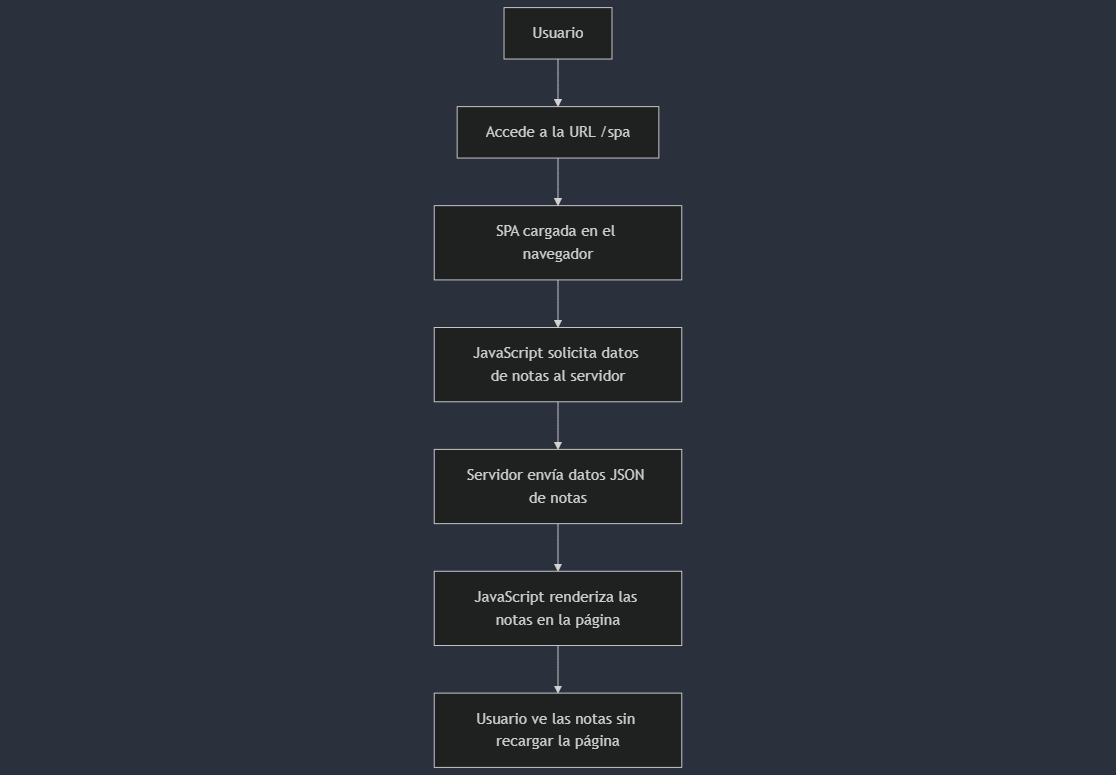 Usuario
Accede a la URL /spa
SPA cargada en el
navegador
JavaScript solicita datos
de notas al servidor
Servidor envía datos JSON
de notas
JavaScript renderiza las
notas en la página
Usuario ve las notas sin
recargar la página